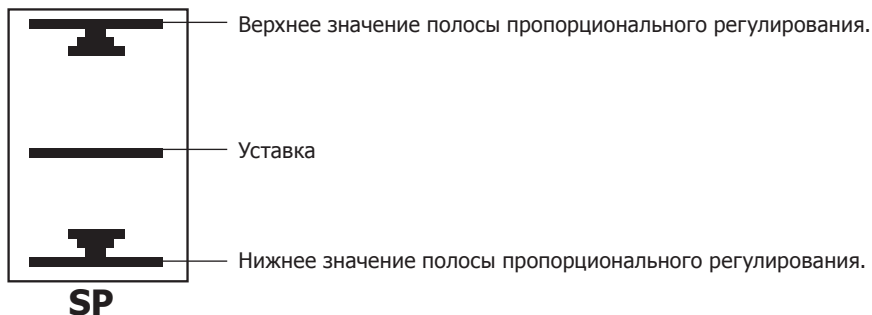 Верхнее значение полосы пропорционального регулирования.
Уставка
Нижнее значение полосы пропорционального регулирования.
SP